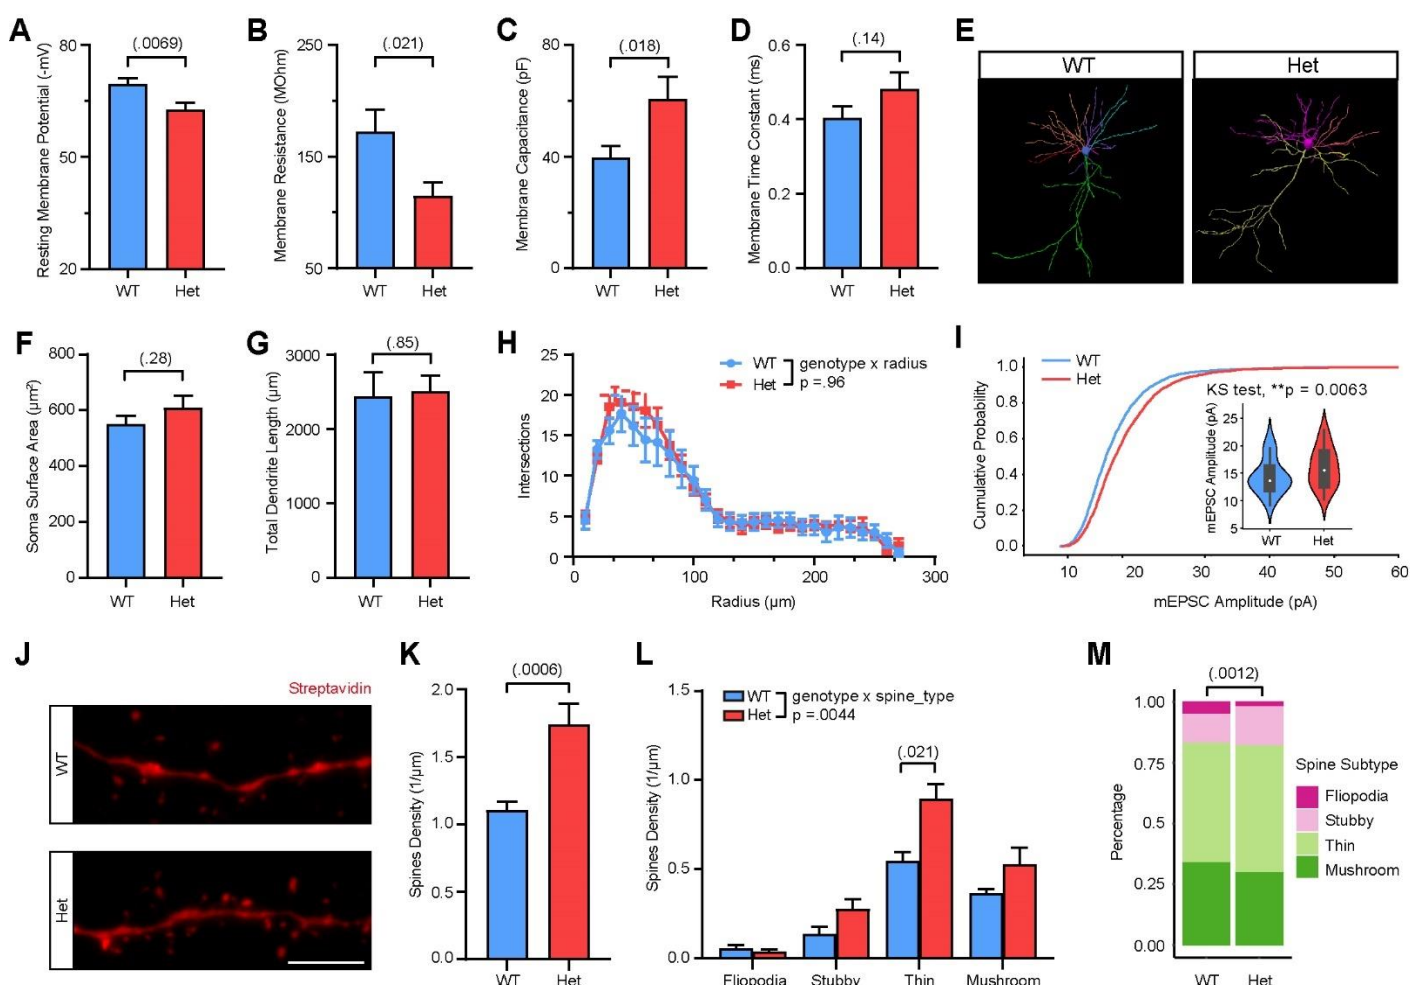 A
80
50
20
Resting Membrane Potential (-mV)
(.0069)
WT Het
B
250
150
50
Membrane Resistance (MOhm)
(.021)
WT Het
C
80
40
0
Membrane Capacitance (pF)
(.018)
WT Het
D
0.6
0.4
0.2
0.0
Membrane Time Constant (ms)
(.14)
WT Het
E
WT
Het
F
800
600
400
200
0
Soma Surface Area (µm²)
(.28)
WT Het
G
3000
2000
1000
0
Total Dendrite Length (µm)
(.85)
WT Het
H
25
20
15
10
5
0
Intersections
WT genotype x radius
Het p =.96
0 100 200 300
Radius (µm)
I
1.0
0.8
0.6
0.4
0.2
0.0
Cumulative Probability
WT
Het
KS test, **p = 0.0063
25
20
15
10
5
mEPSC Amplitude (pA)
WT Het
10 20 30 40 50 60
mEPSC Amplitude (pA)
J
Streptavidin
WT
Het
K
2.0
1.5
1.0
0.5
0.0
Spines Density (1/µm)
(.0006)
WT Het
L
1.5
1.0
0.5
0.0
Spines Density (1/µm)
WT genotype x spine_type
Het p =.0044
(.021)
Fliopodia Stubby Thin Mushroom
M
(.0012)
1.00
0.75
0.5
0.25
0.00
Percentage
WT Het
Spine Subtype
Fliopodia
Stubby
Thin
Mushroom